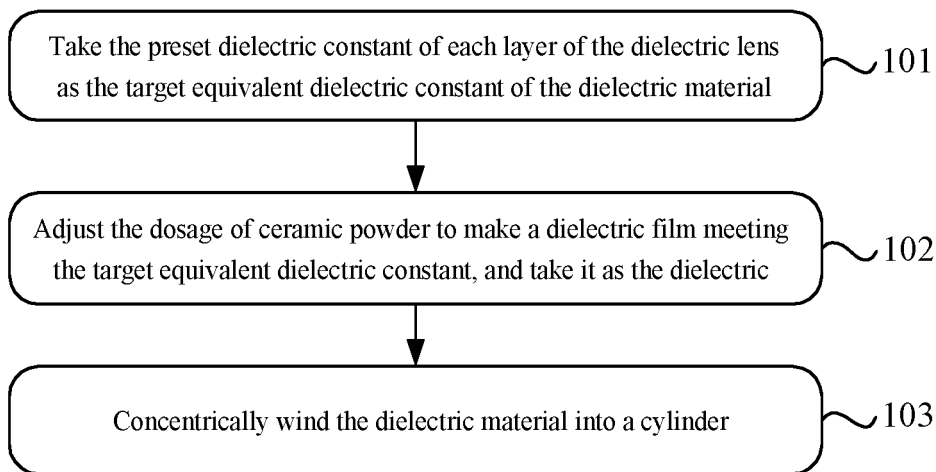 Take the preset dielectric constant of each layer of the dielectric lens
as the target equivalent dielectric constant of the dielectric material
101
Adjust the dosage of ceramic powder to make a dielectric film meeting
the target equivalent dielectric constant, and take it as the dielectric
102
Concentrically wind the dielectric material into a cylinder
103